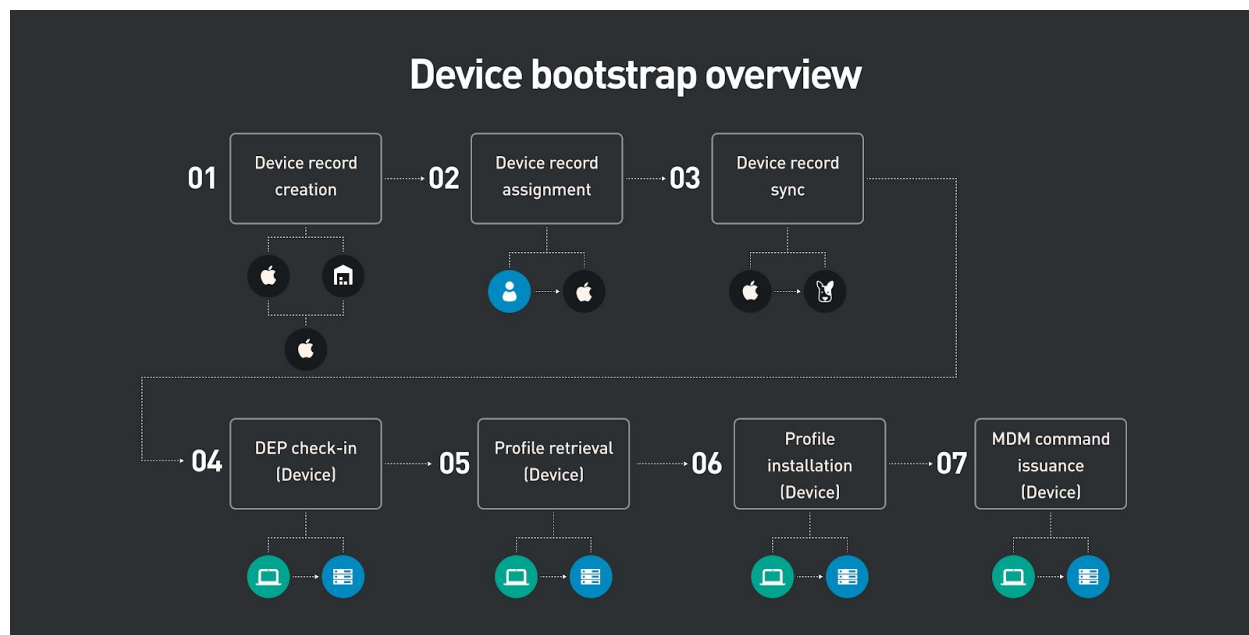 Device bootstrap overview
01
Device record
creation
02
Device record
assignment
03
Device record
sync
04
DEP check-in
(Device)
05
Profile retrieval
(Device)
06
Profile
installation
(Device)
07
MDM command
issuance
(Device)